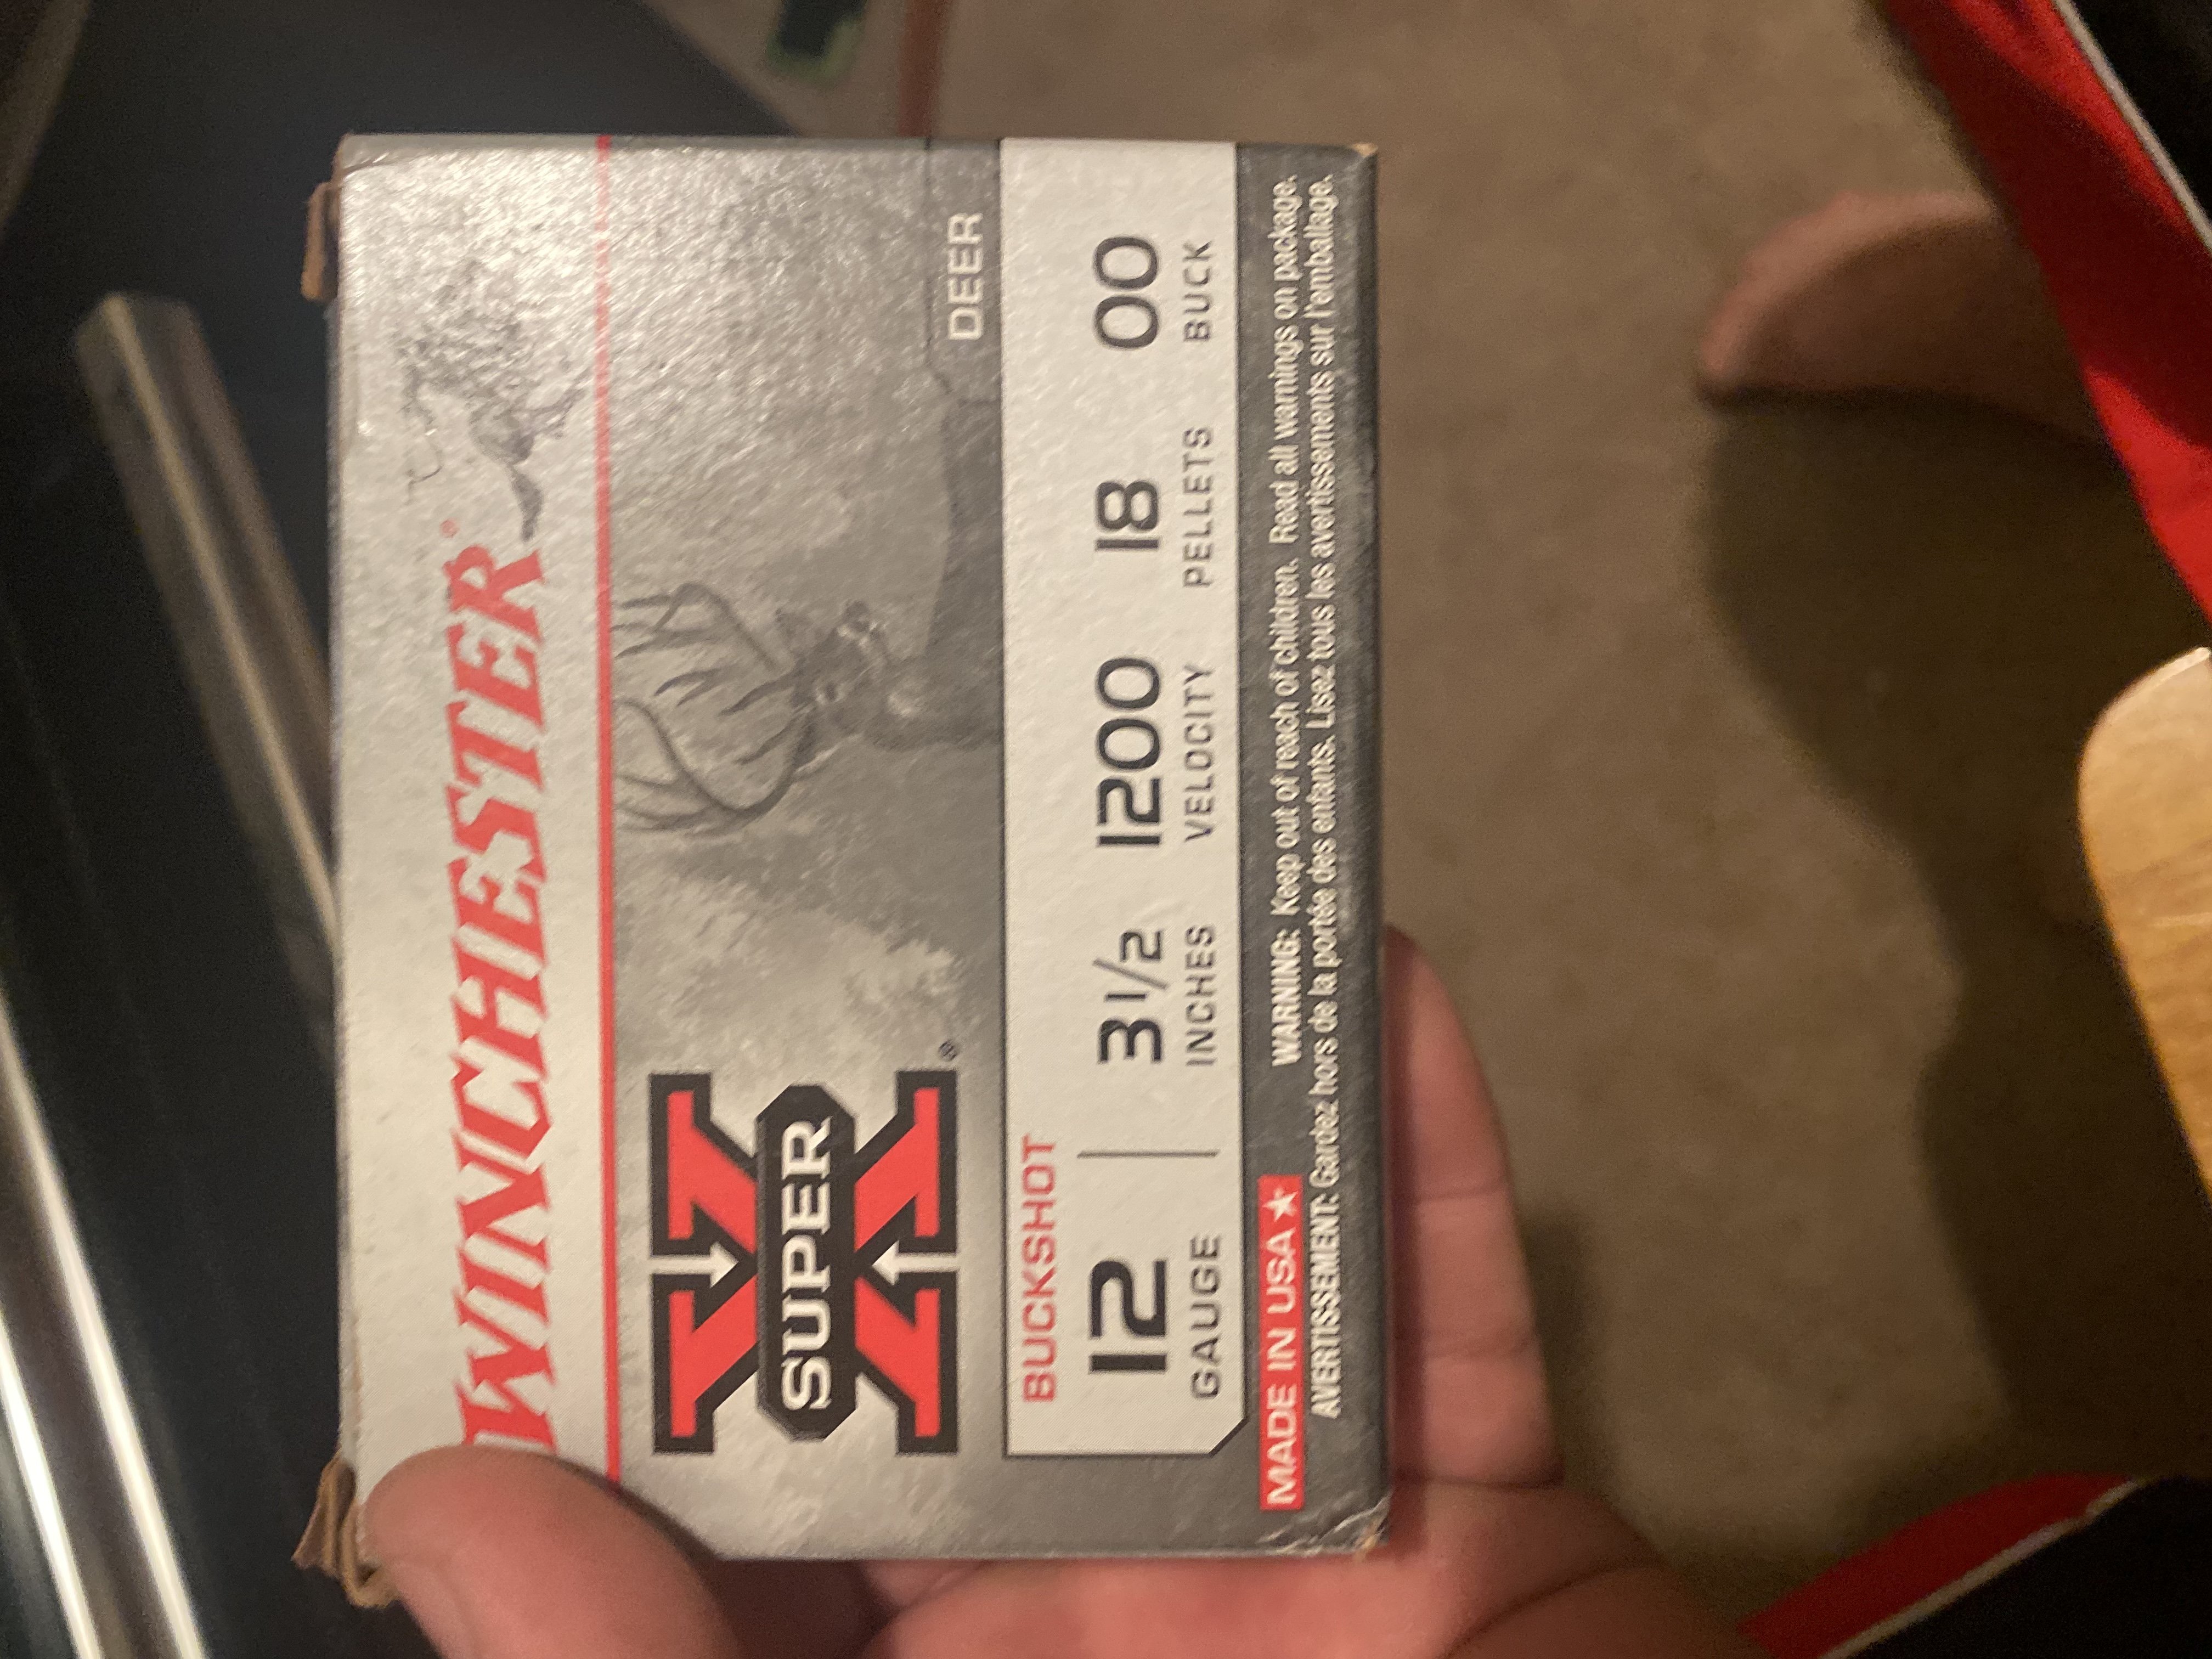 WINCHESTER®
SUPER X®
DEER
BUCKSHOT
12 3 1/2 1200 18 00
GAUGE INCHES VELOCITY PELLETS BUCK
MADE IN USA ★ WARNING: Keep out of reach of children. Read all warnings on package.
AVERTISSEMENT: Gardez hors de la portée des enfants. Lisez tous les avertissements sur l'emballage.